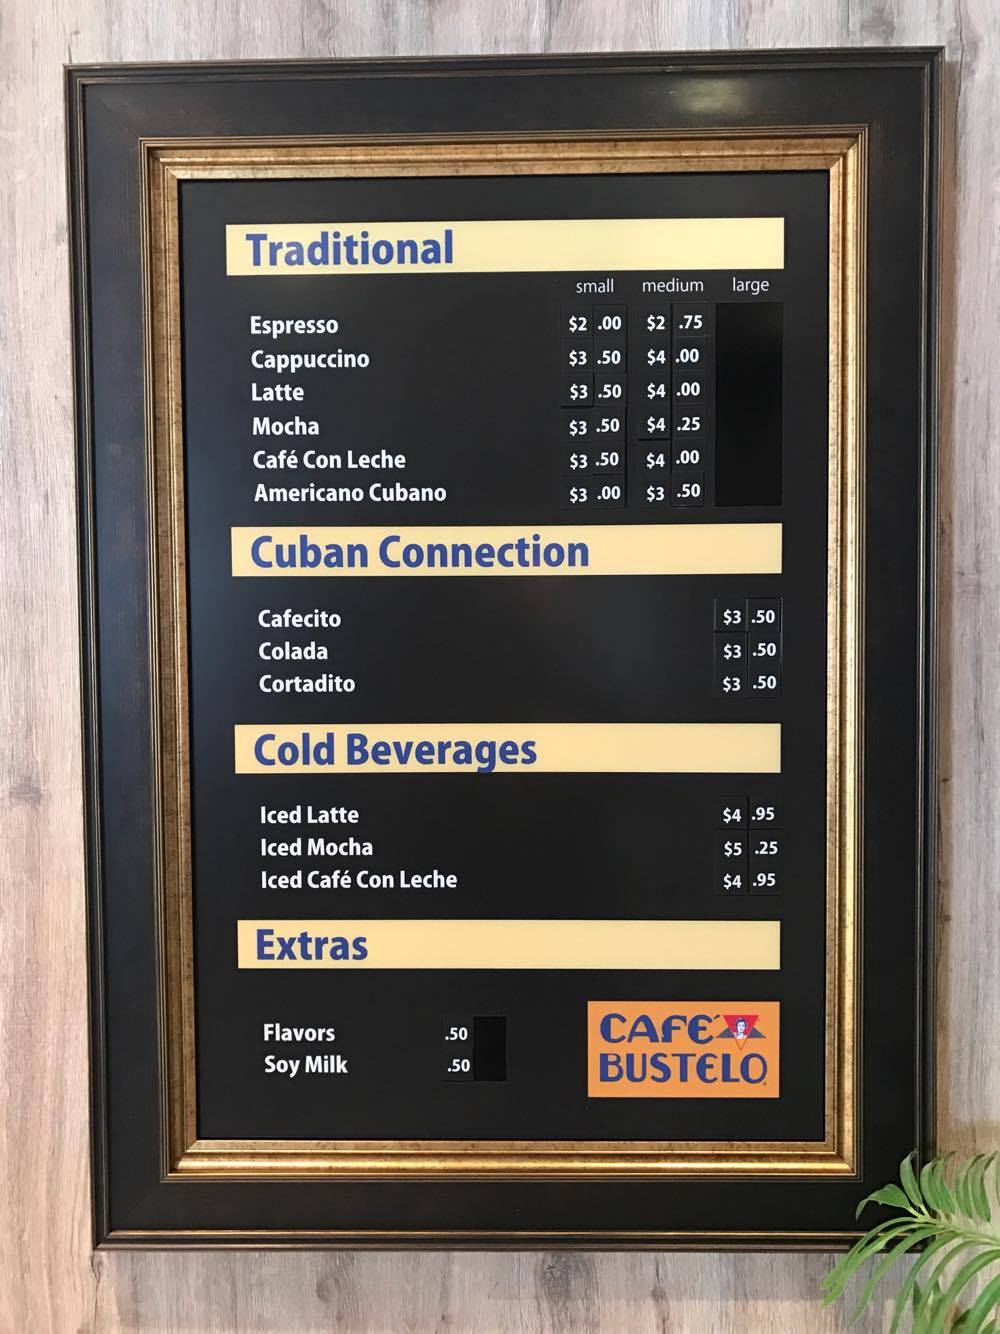 Traditional
small medium large
Espresso $2 .00 $2 .75
Cappuccino $3 .50 $4 .00
Latte $3 .50 $4 .00
Mocha $3 .50 $4 .25
Café Con Leche $3 .50 $4 .00
Americano Cubano $3 .00 $3 .50
Cuban Connection
Cafecito $3 .50
Colada $3 .50
Cortadito $3 .50
Cold Beverages
Iced Latte $4 .95
Iced Mocha $5 .25
Iced Café Con Leche $4 .95
Extras
Flavors .50
Soy Milk .50
CAFÉ
BUSTELO